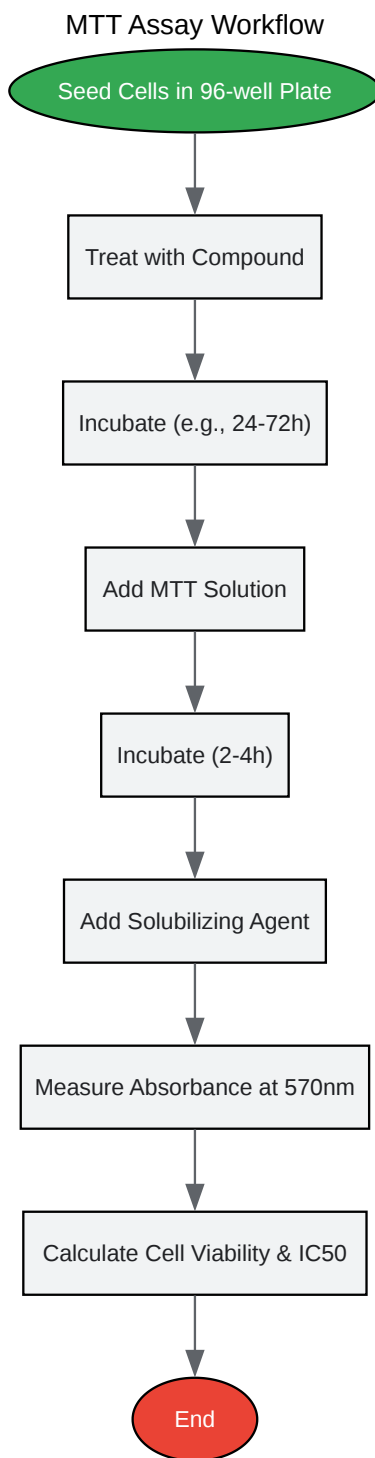 MTT Assay Workflow
Seed Cells in 96-well Plate
Treat with Compound
Incubate (e.g., 24-72h)
Add MTT Solution
Incubate (2-4h)
Add Solubilizing Agent
Measure Absorbance at 570nm
Calculate Cell Viability & IC50
End